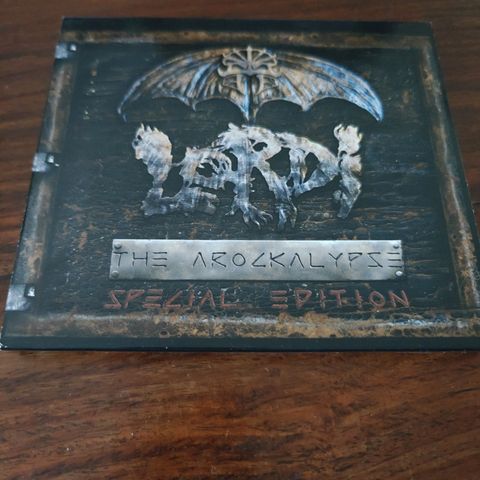 LORDI
THE AROCKALYPSE
SPECIAL EDITION